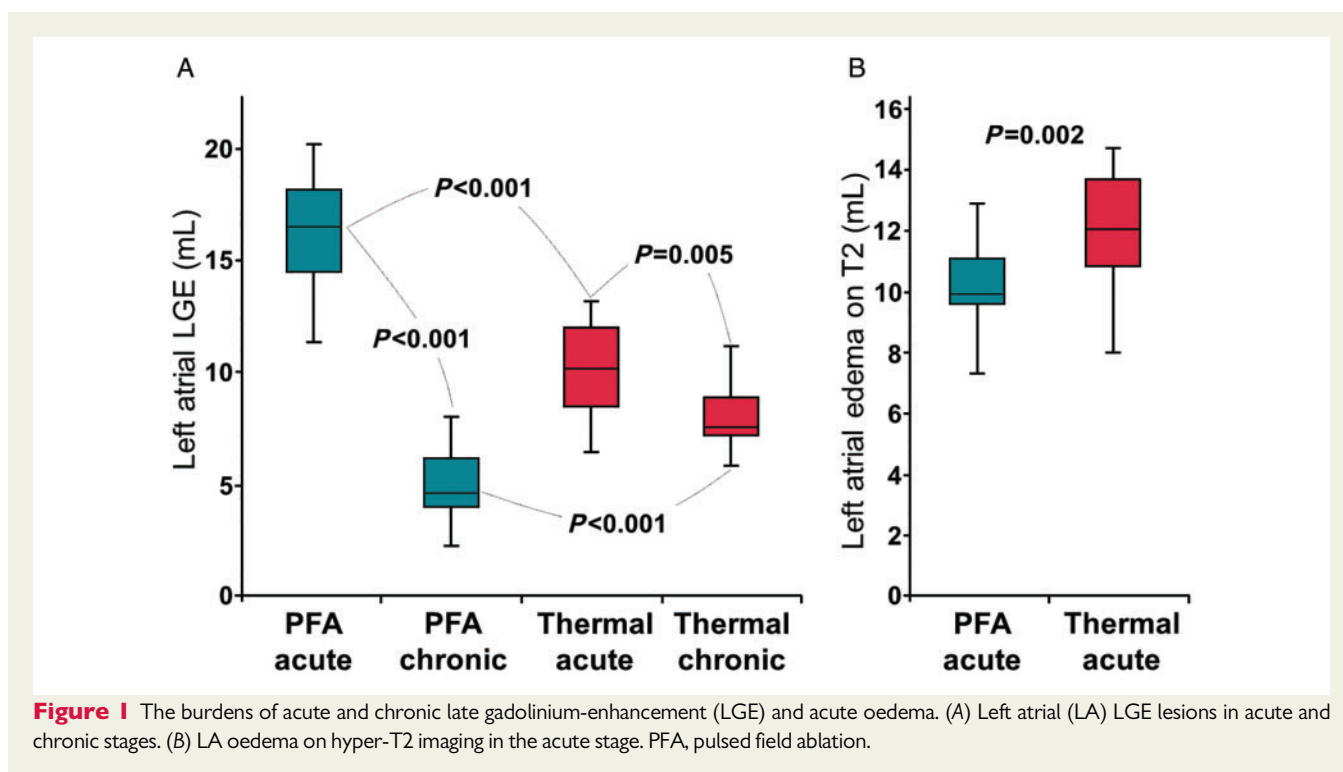 A
B
Left atrial LGE (mL)
20
15
10
5
0
P<0.001
P=0.005
P<0.001
P<0.001
PFA
acute
PFA
chronic
Thermal
acute
Thermal
chronic
Left atrial edema on T2 (mL)
16
14
12
10
8
6
4
2
0
P=0.002
PFA
acute
Thermal
acute
Figure 1 The burdens of acute and chronic late gadolinium-enhancement (LGE) and acute oedema. (A) Left atrial (LA) LGE lesions in acute and
chronic stages. (B) LA oedema on hyper-T2 imaging in the acute stage. PFA, pulsed field ablation.